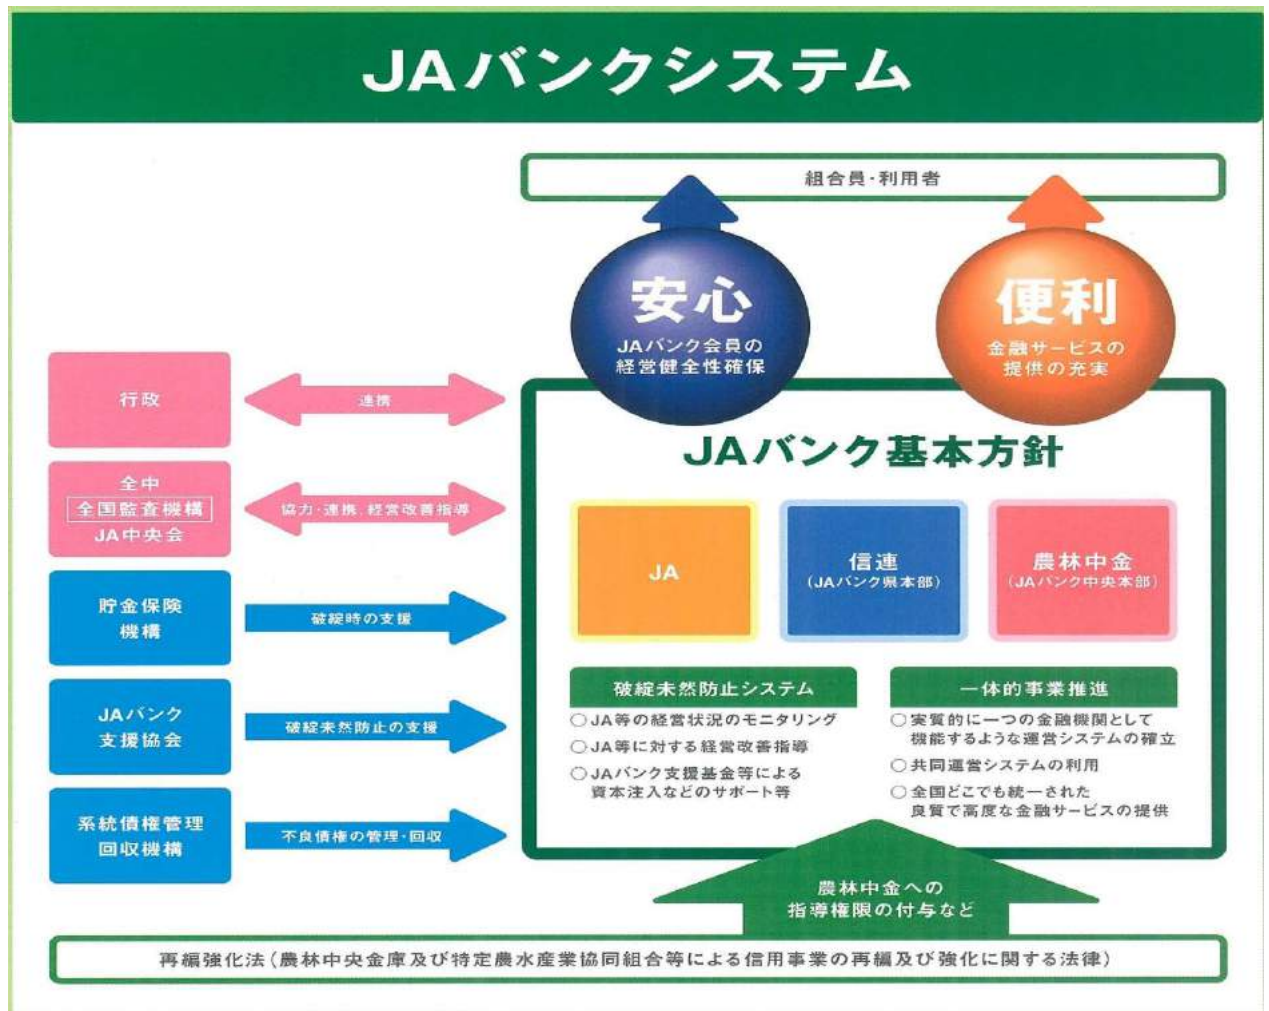 JAバンクシステム
組合員・利用者
安心
JAバンク会員の
経営健全性確保
便利
金融サービスの
提供の充実
行政
連携
全中
全国監査機構
JA中央会
協力・連携、経営改善指導
貯金保険
機構
破綻時の支援
JAバンク
支援協会
破綻未然防止の支援
系統債権管理
回収機構
不良債権の管理・回収
JAバンク基本方針
JA
信連
(JAバンク県本部)
農林中金
(JAバンク中央本部)
破綻未然防止システム
○JA等の経営状況のモニタリング
○JA等に対する経営改善指導
○JAバンク支援基金等による
資本注入などのサポート等
一体的事業推進
○実質的に一つの金融機関として
機能するような運営システムの確立
○共同運営システムの利用
○全国どこでも統一された
良質で高度な金融サービスの提供
農林中金への
指導権限の付与など
再編強化法(農林中央金庫及び特定農水産業協同組合等による信用事業の再編及び強化に関する法律)